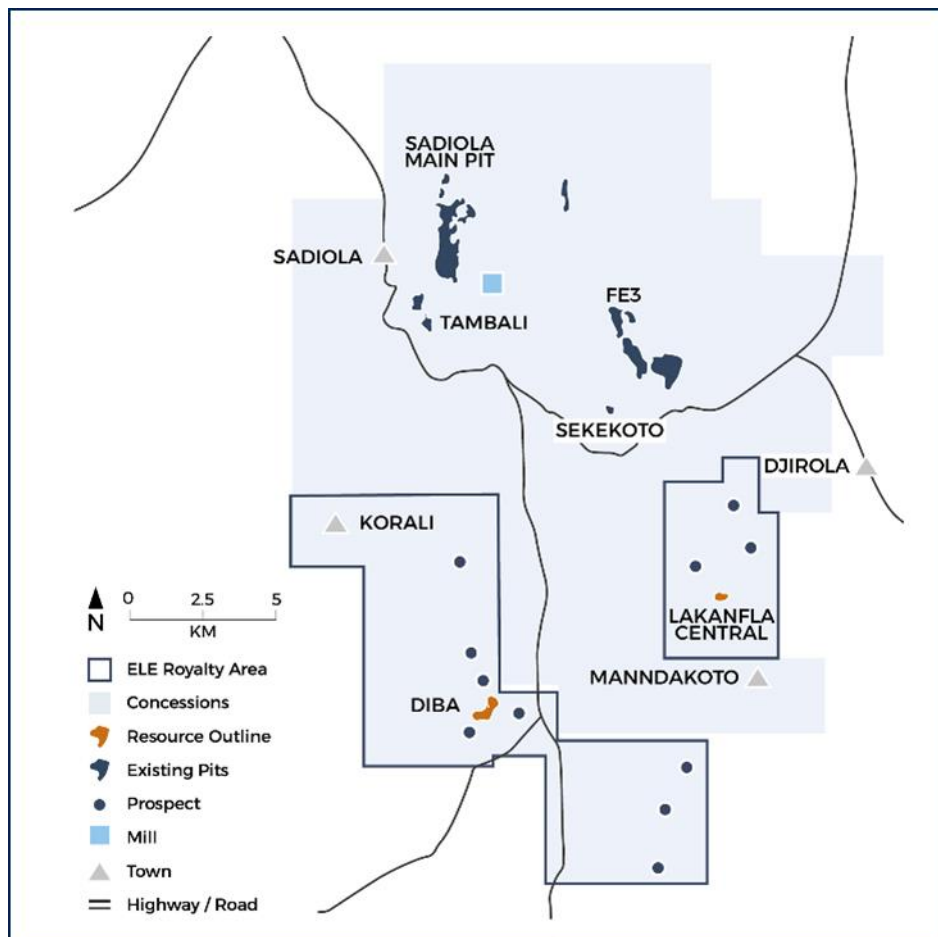 SADIOLA
MAIN PIT
SADIOLA
FE3
TAMBALI
SEKEKOTO
DJIROLA
KORALI
LAKANFLA
CENTRAL
MANNDAKOTO
DIBA
N
0 2.5 5
KM
ELE Royalty Area
Concessions
Resource Outline
Existing Pits
Prospect
Mill
Town
Highway / Road